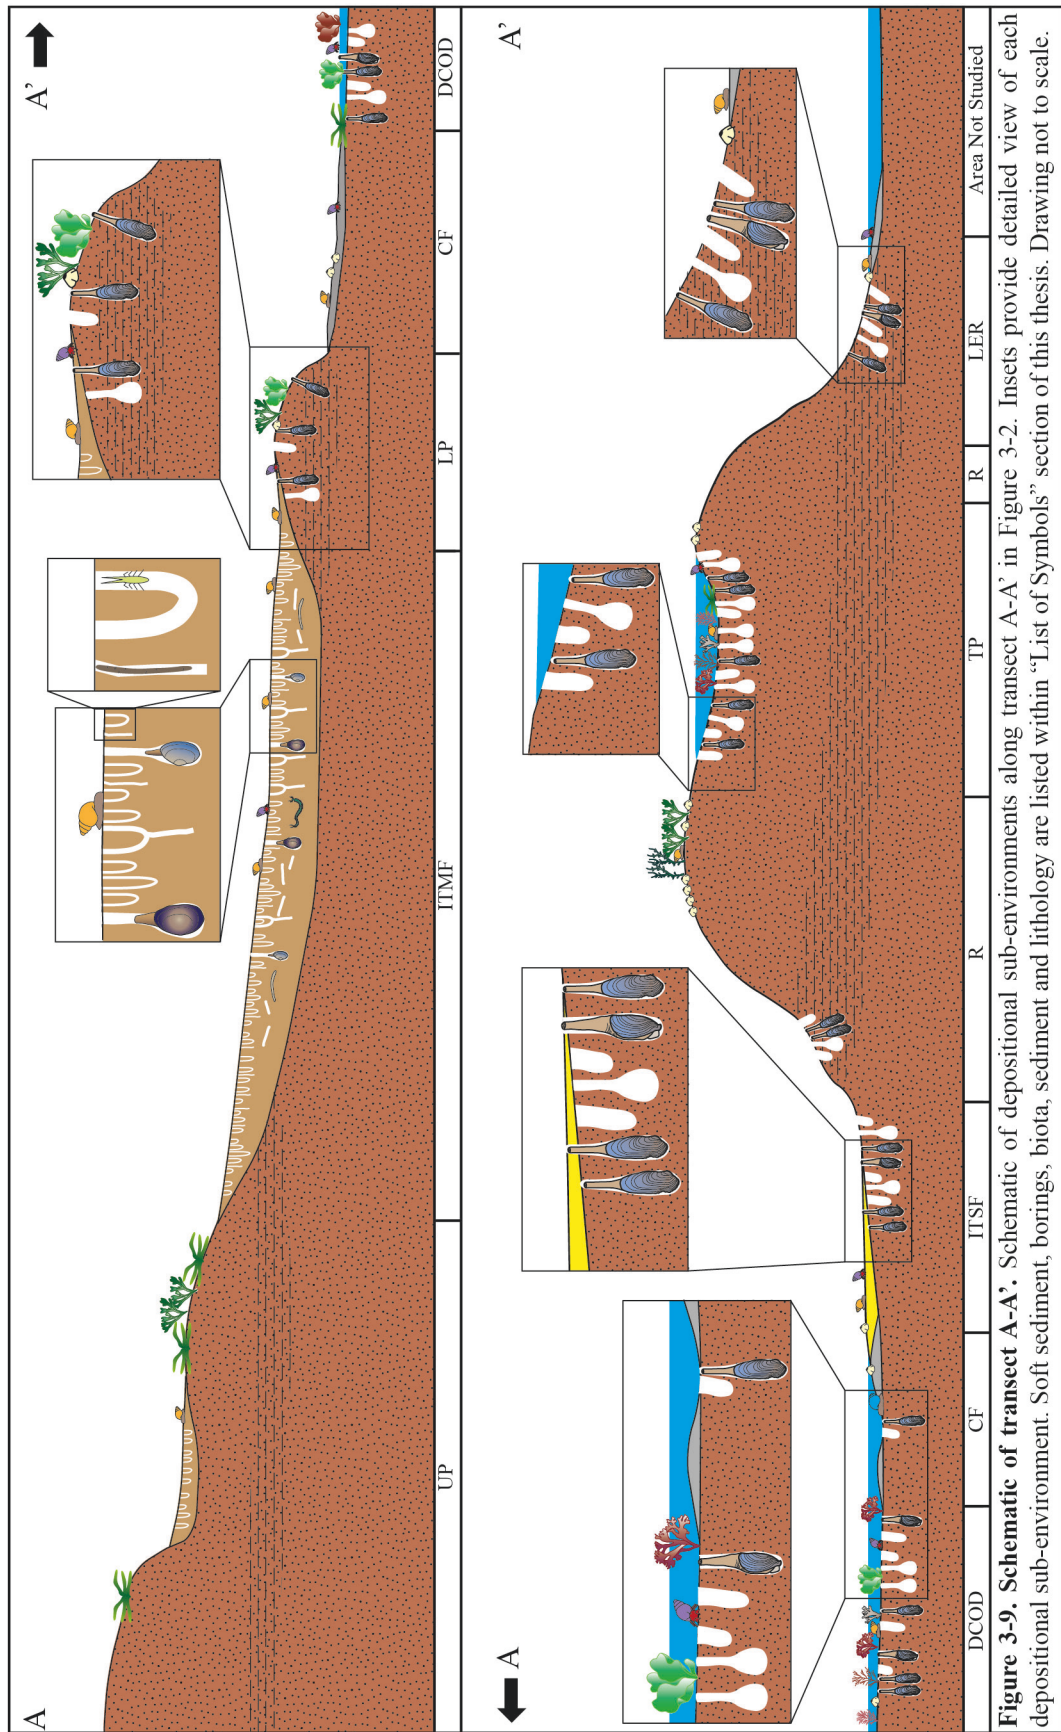 A
A'
UP
ITMF
LP
CF
DCOD
A
A'
DCOD
CF
ITSF
R
R
TP
R
LER
Area Not Studied
Figure 3-9. Schematic of transect A-A’. Schematic of depositional sub-environments along transect A-A’ in Figure 3-2. Insets provide detailed view of each
depositional sub-environment. Soft sediment, borings, biota, sediment and lithology are listed within “List of Symbols” section of this thesis. Drawing not to scale.